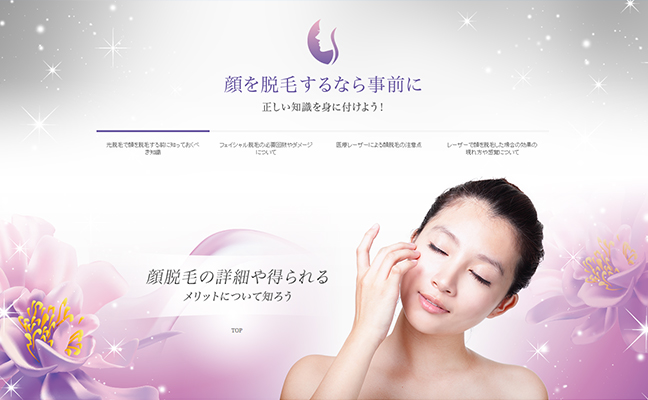 顔を脱毛するなら事前に
正しい知識を身に付けよう！
光脱毛で顔を脱毛する前に知っておくべ
き知識
フェイシャル脱毛の必要回数やダメージ
について
医療レーザーによる顔脱毛の注意点
レーザーで顔を脱毛した場合の効果の
現れ方や感覚について
顔脱毛の詳細や得られる
メリットについて知ろう
TOP